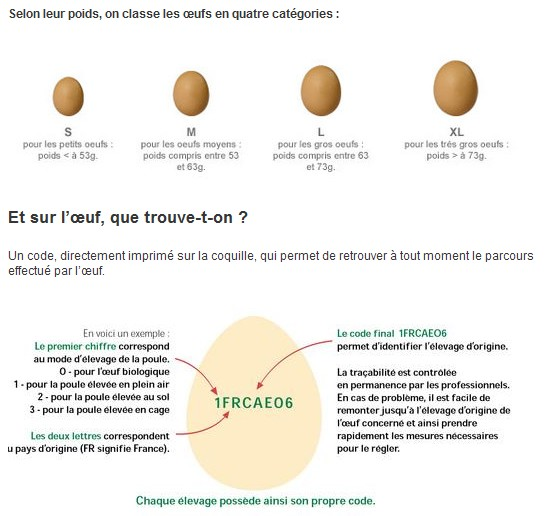 Selon leur poids, on classe les œufs en quatre catégories :
S
pour les petits oeufs :
poids < à 53g.
M
pour les oeufs moyens :
poids compris entre 53
et 63g.
L
pour les gros oeufs :
poids compris entre 63
et 73g.
XL
pour les très gros oeufs :
poids > à 73g.
Et sur l’œuf, que trouve-t-on ?
Un code, directement imprimé sur la coquille, qui permet de retrouver à tout moment le parcours
effectué par l’œuf.
En voici un exemple :
Le premier chiffre correspond
au mode d’élevage de la poule.
0 - pour l’œuf biologique
1 - pour la poule élevée en plein air
2 - pour la poule élevée au sol
3 - pour la poule élevée en cage
Les deux lettres correspondent
u pays d’origine (FR signifie France).
1FRCAE06
Le code final 1FRCAE06
permet d’identifier l’élevage d’origine.
La traçabilité est contrôlée
en permanence par les professionnels.
En cas de problème, il est facile de
remonter jusqu’à l’élevage d’origine de
l’œuf concerné et ainsi prendre
rapidement les mesures nécessaires
pour le régler.
Chaque élevage possède ainsi son propre code.